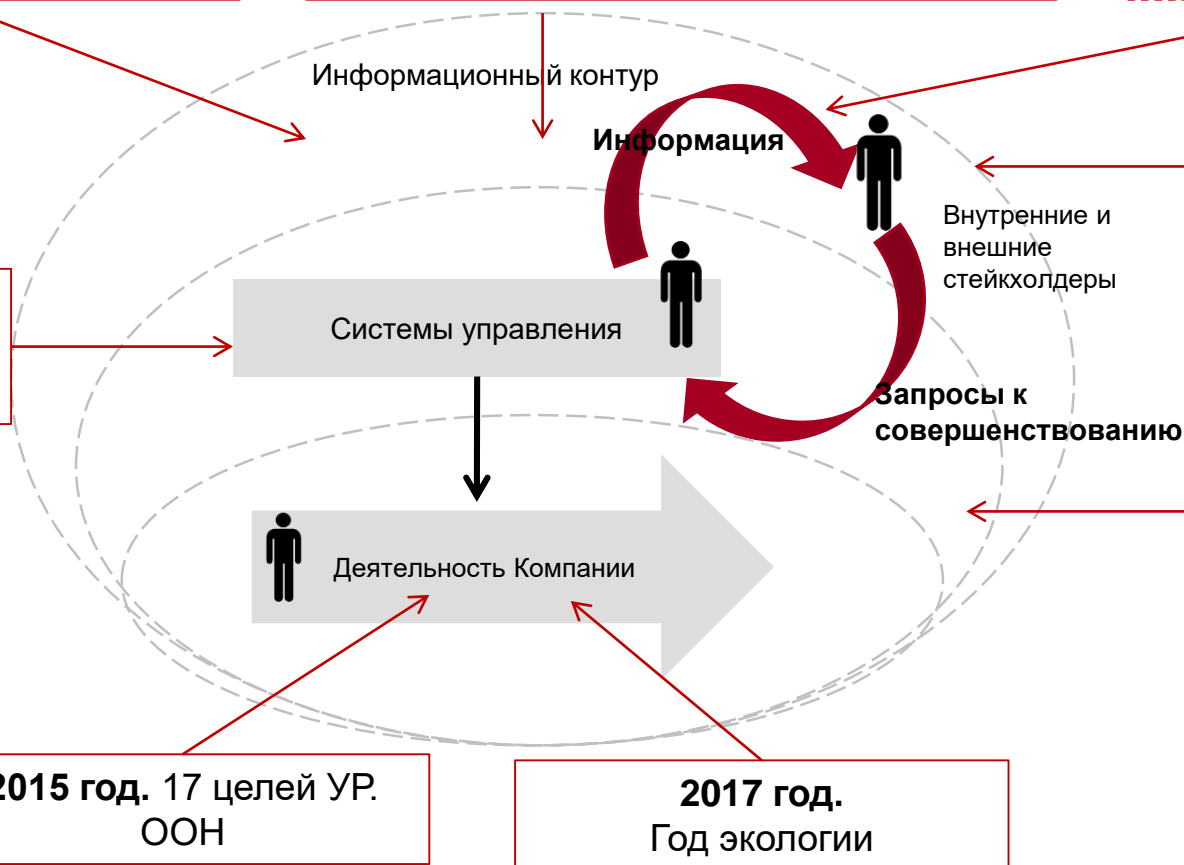 Информационный контур
Информация
Внутренние и
внешние
стейкхолдеры
Системы управления
Запросы к
совершенствованию
Деятельность Компании
2015 год. 17 целей УР.
ООН
2017 год.
Год экологии